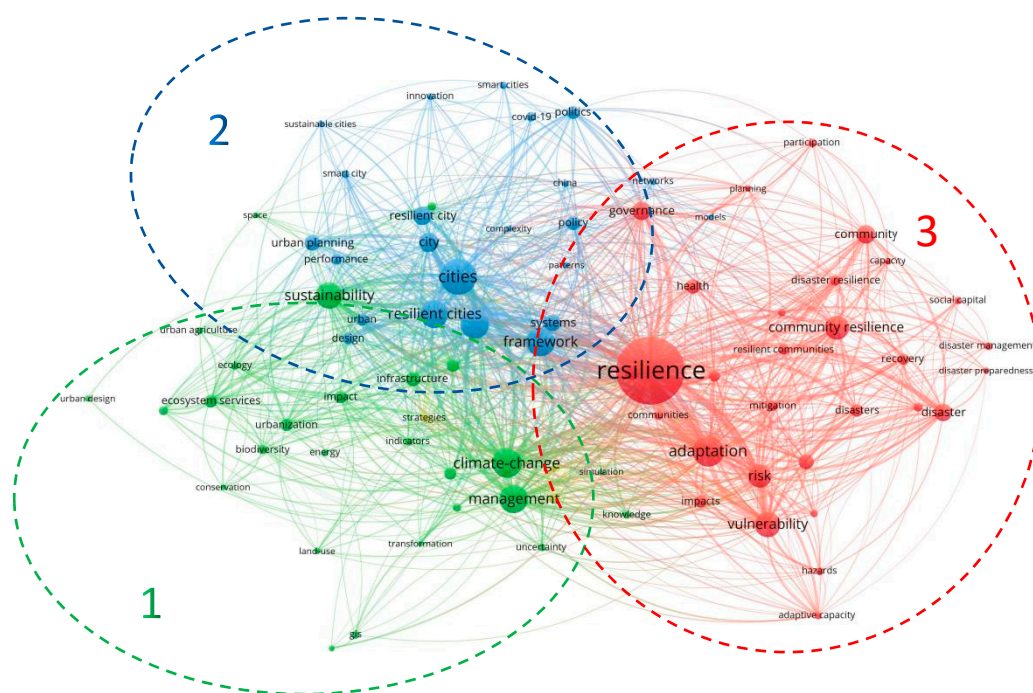 smart cities
innovation
covid-19
politics
sustainable cities
2
participation
smart city
china
networks
planning
space
resilient city
governance
models
policy
complexity
3
community
urban planning
city
performance
patterns
capacity
cities
health
disaster resilience
sustainability
social capital
resilient cities
urban
systems
urban agriculture
community resilience
design
framework
disaster management
resilient communities
recovery
ecology
resilience
disaster preparedness
infrastructure
urban design
impact
ecosystem services
mitigation
strategies
communities
disasters
disaster
urbanization
indicators
biodiversity
energy
adaptation
climate-change
simulation
risk
conservation
management
impacts
knowledge
vulnerability
transformation
uncertainty
land-use
hazards
1
adaptive capacity
gis